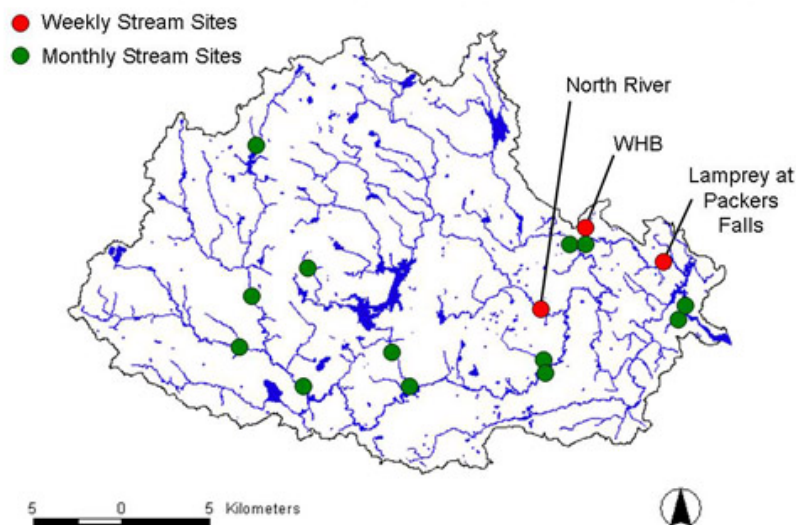 Weekly Stream Sites
Monthly Stream Sites
North River
WHB
Lamprey at
Packers
Falls
5 0 5 Kilometers